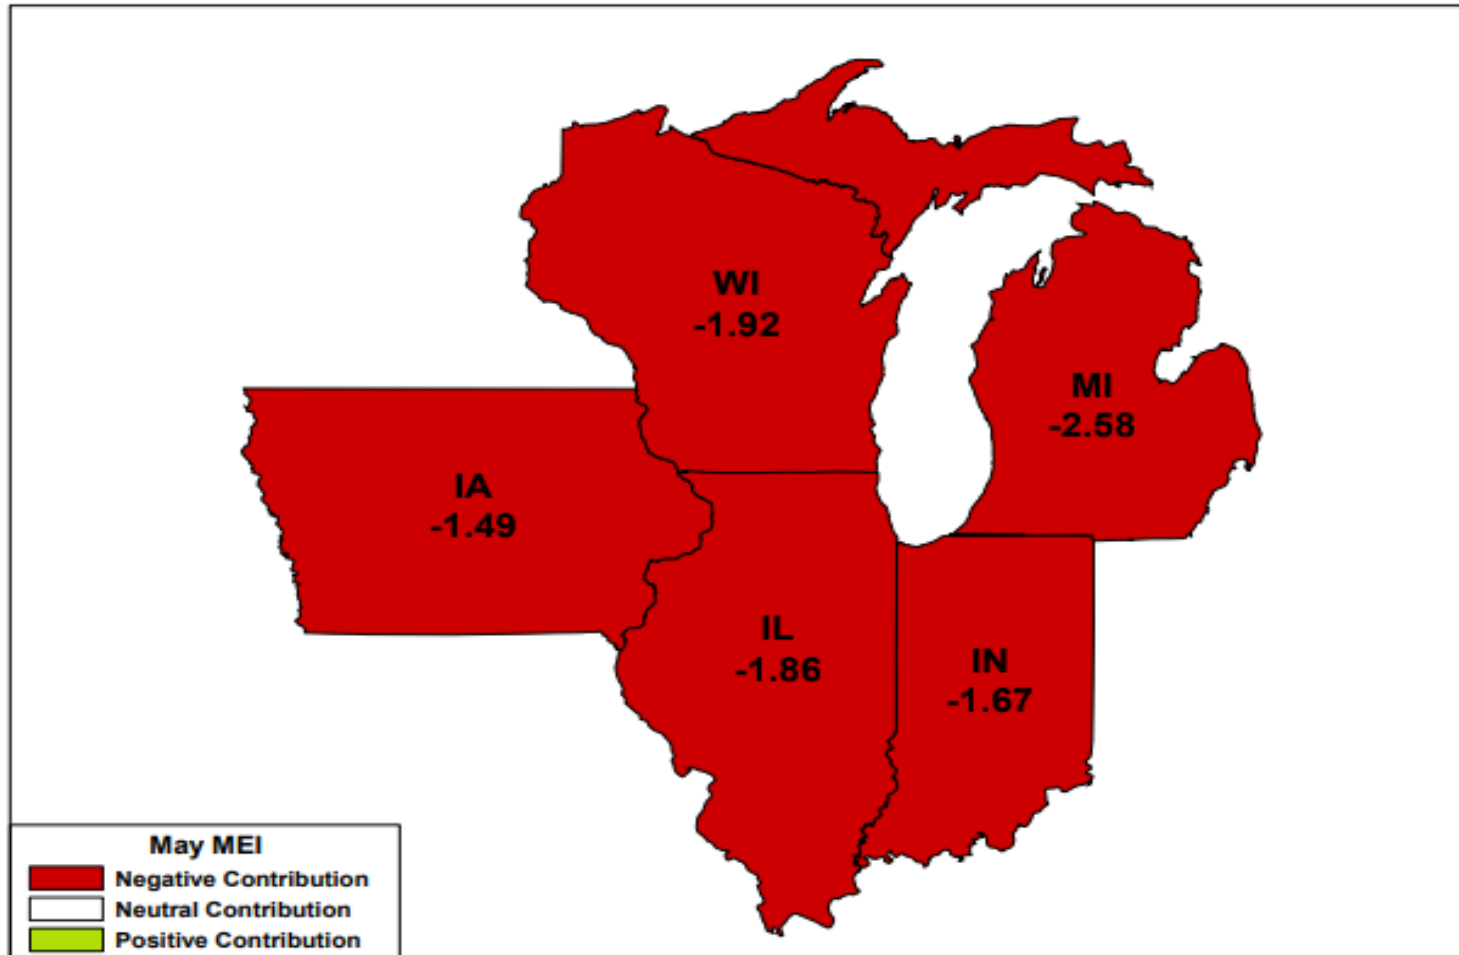 WI
-1.92
MI
-2.58
IA
-1.49
IL
-1.86
IN
-1.67
May MEI
Negative Contribution
Neutral Contribution
Positive Contribution